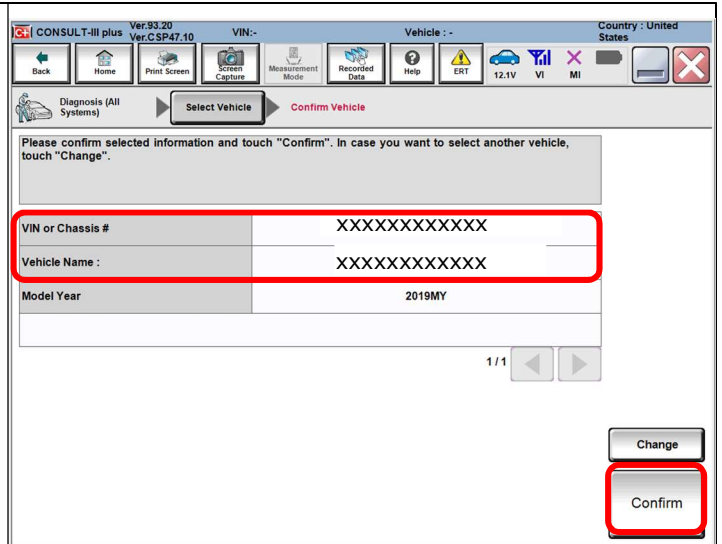 CONSULT-III plus Ver.93.20 Ver.CSP47.10 VIN:- Vehicle : - Country : United States
Back Home Print Screen Screen Capture Measurement Mode Recorded Data Help ERT 12.1V VI MI
Diagnosis (All Systems) Select Vehicle Confirm Vehicle
Please confirm selected information and touch "Confirm". In case you want to select another vehicle,
touch "Change".
VIN or Chassis # XXXXXXXXXXXX
Vehicle Name : XXXXXXXXXXXX
Model Year 2019MY
1/1
Change
Confirm